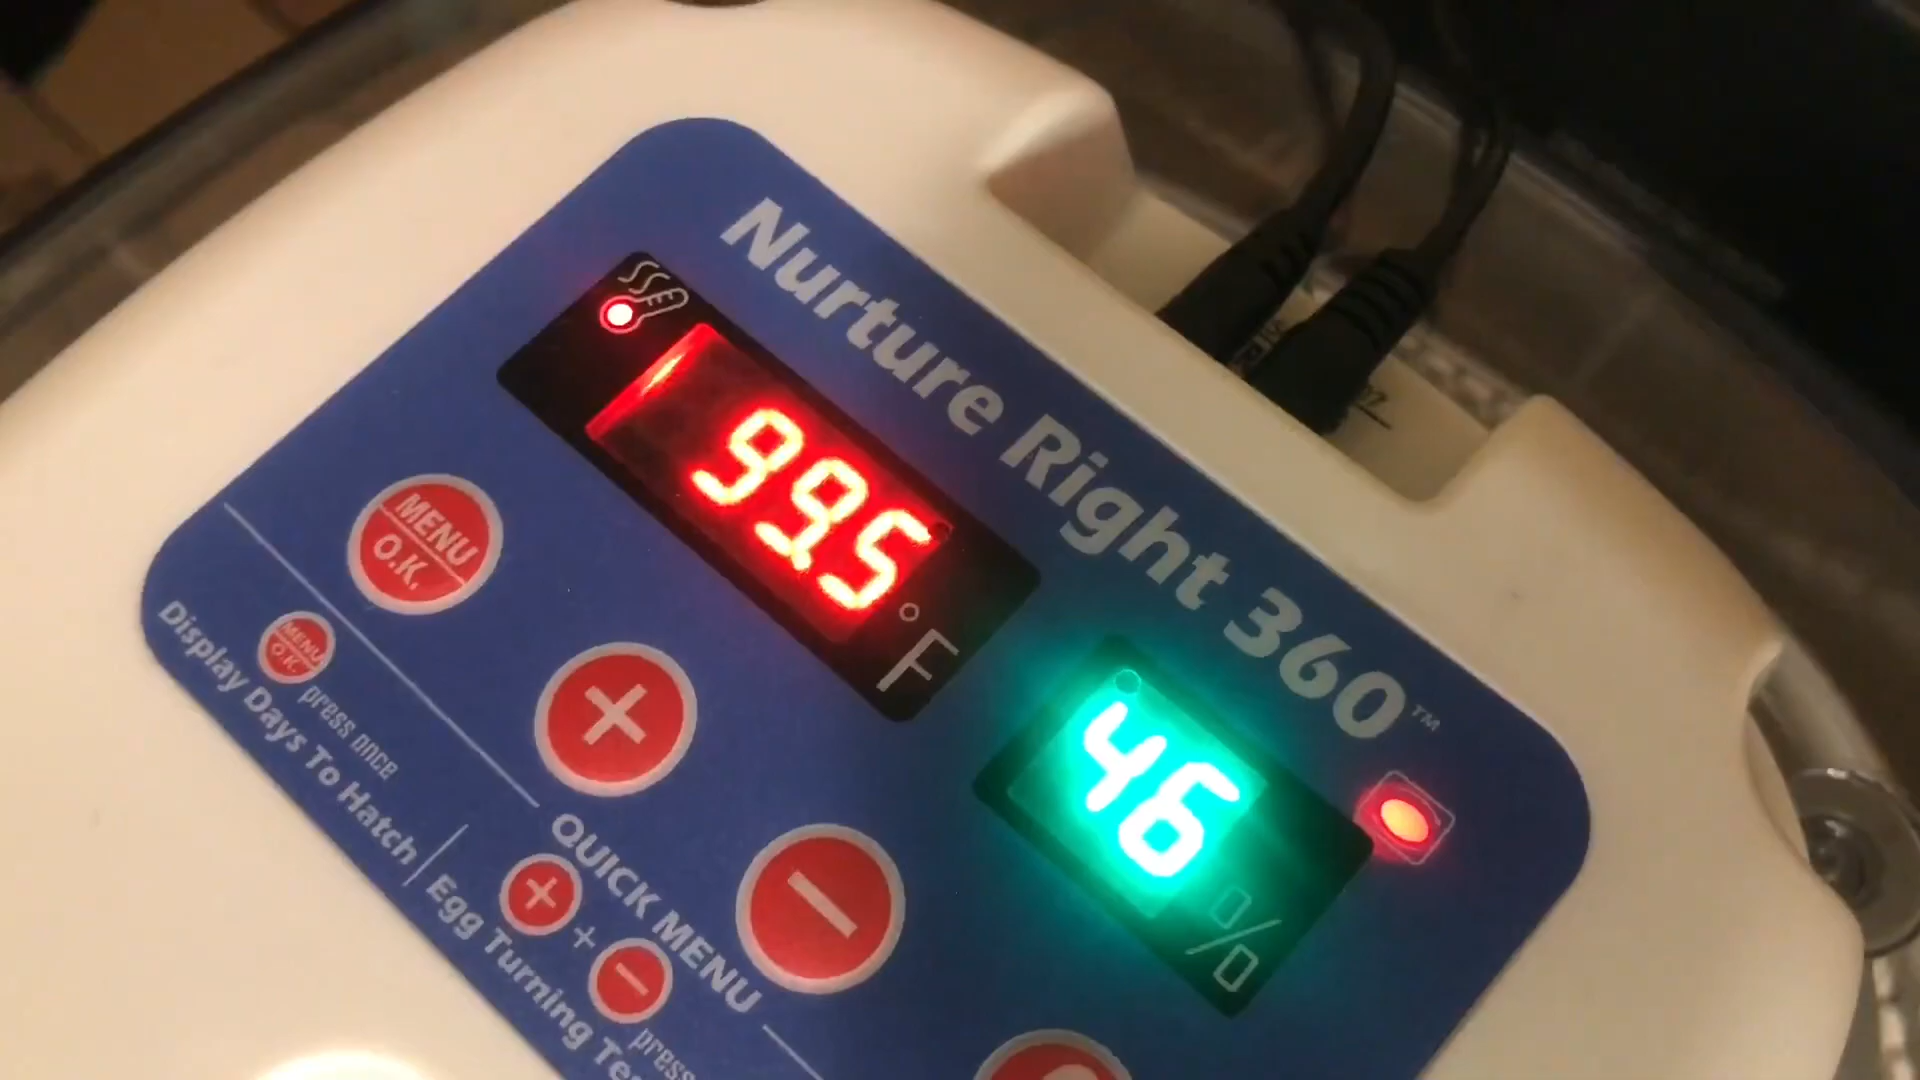 Nurture Right 360™
99.5
°F
46
%
MENU
O.K.
MENU
O.K.
press once
Display Days To Hatch
QUICK MENU
+
press
Egg Turning